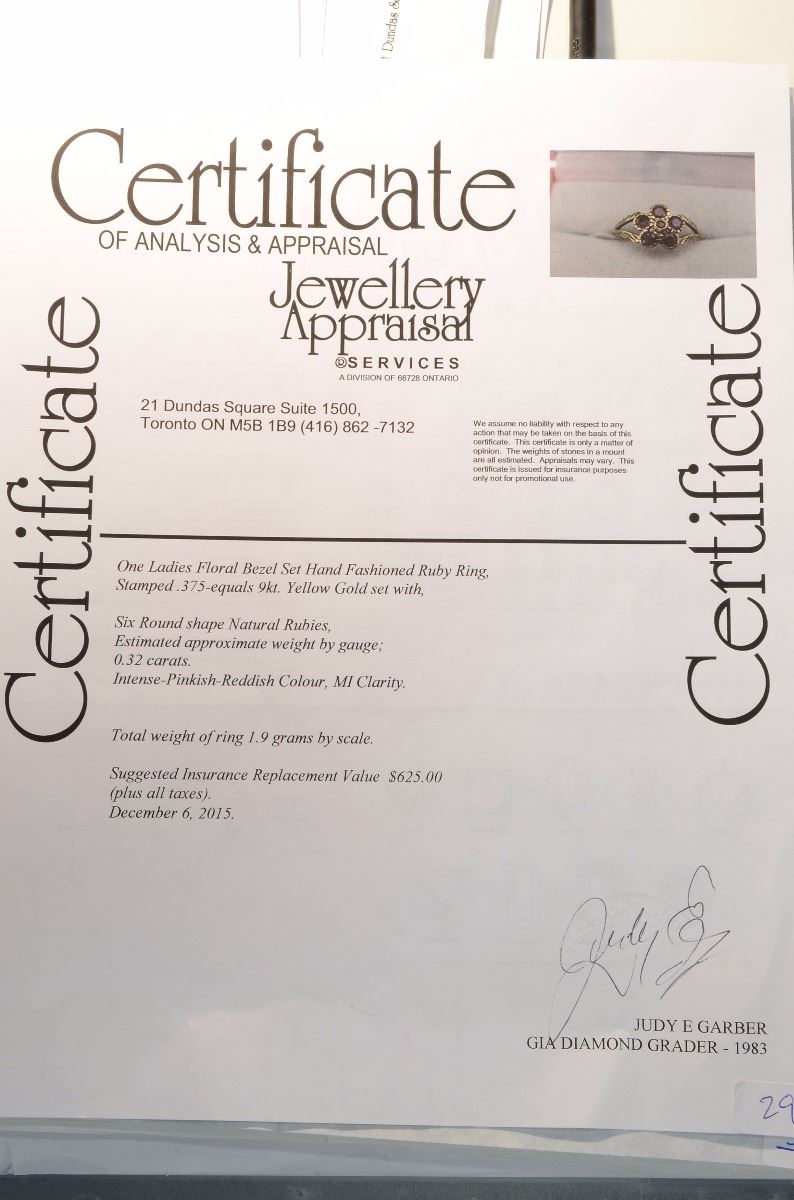 Dundas
Certificate
OF ANALYSIS & APPRAISAL
Jewellery
Appraisal
SERVICES
A DIVISION OF 66728 ONTARIO
Certificate
Certificate
21 Dundas Square Suite 1500,
Toronto ON M5B 1B9 (416) 862 -7132
We assume no liability with respect to any
action that may be taken on the basis of this
certificate. This certificate is only a matter of
opinion. The weights of stones in a mount
are all estimated. Appraisals may vary. This
certificate is issued for insurance purposes
only not for promotional use.
One Ladies Floral Bezel Set Hand Fashioned Ruby Ring,
Stamped .375-equals 9kt. Yellow Gold set with,
Six Round shape Natural Rubies,
Estimated approximate weight by gauge;
0.32 carats.
Intense-Pinkish-Reddish Colour, MI Clarity.
Total weight of ring 1.9 grams by scale.
Suggested Insurance Replacement Value $625.00
(plus all taxes).
December 6, 2015.
Judy E
JUDY E GARBER
GIA DIAMOND GRADER - 1983
29